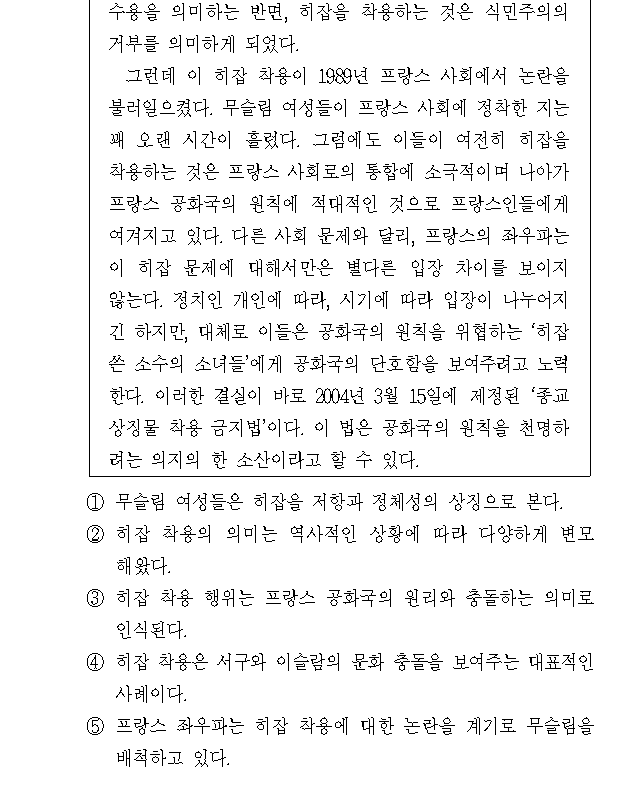 수용을 의미하는 반면, 히잡을 착용하는 것은 식민주의의
거부를 의미하게 되었다.
그런데 이 히잡 착용이 1989년 프랑스 사회에서 논란을
불러일으켰다. 무슬림 여성들이 프랑스 사회에 정착한 지는
꽤 오랜 시간이 흘렀다. 그럼에도 이들이 여전히 히잡을
착용하는 것은 프랑스 사회로의 통합에 소극적이며 나아가
프랑스 공화국의 원칙에 적대적인 것으로 프랑스인들에게
여겨지고 있다. 다른 사회 문제와 달리, 프랑스의 좌우파는
이 히잡 문제에 대해서만은 별다른 입장 차이를 보이지
않는다. 정치인 개인에 따라, 시기에 따라 입장이 나누어지
긴 하지만, 대체로 이들은 공화국의 원칙을 위협하는 ‘히잡
쓴 소수의 소녀들’에게 공화국의 단호함을 보여주려고 노력
한다. 이러한 결실이 바로 2004년 3월 15일에 제정된 ‘종교
상징물 착용 금지법’이다. 이 법은 공화국의 원칙을 천명하
려는 의지의 한 소산이라고 할 수 있다.
① 무슬림 여성들은 히잡을 저항과 정체성의 상징으로 본다.
② 히잡 착용의 의미는 역사적인 상황에 따라 다양하게 변모
해왔다.
③ 히잡 착용 행위는 프랑스 공화국의 원리와 충돌하는 의미로
인식된다.
④ 히잡 착용은 서구와 이슬람의 문화 충돌을 보여주는 대표적인
사례이다.
⑤ 프랑스 좌우파는 히잡 착용에 대한 논란을 계기로 무슬림을
배척하고 있다.